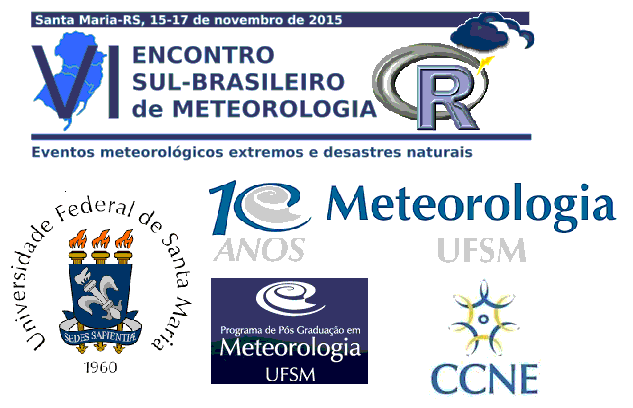 Santa Maria-RS, 15-17 de novembro de 2015
VI
ENCONTRO
SUL-BRASILEIRO
de METEOROLOGIA
R
Eventos meteorológicos extremos e desastres naturais
Universidade Federal de Santa Maria
SEDES SAPIENTIÆ
1960
10 Meteorologia
ANOS UFSM
Programa de Pós Graduação em
Meteorologia
UFSM
CCNE